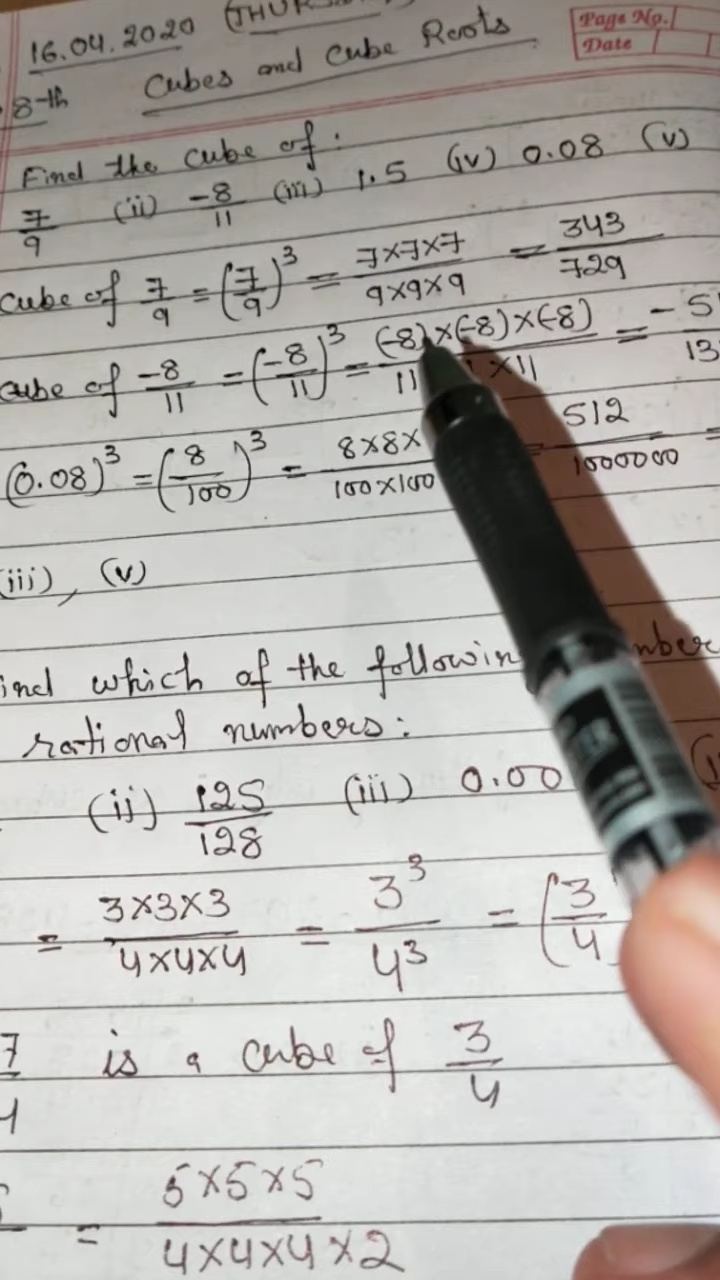 16.04.2020
Page No.
Date
8-th Cubes and Cube Roots
Find the cube of :
7/9 (ii) -8/11 (iii) 1.5 (iv) 0.08 (v)
Cube of 7/9 = (7/9)³ = 7×7×7/9×9×9 = 343/729
Cube of -8/11 = (-8/11)³ = (-8)×(-8)×(-8)/11 ×11 = -
(0.08)³ = (8/100)³ = 8×8×/100×100 = 512/1000000 =
(iii), (v)
which of the
rational numbers:
(ii) 125/128 (iii) 0.00
= 3×3×3/4×4×4 = 3³/4³ = (3/4
is a cube of 3/4
= 5×5×5/4×4×4×2